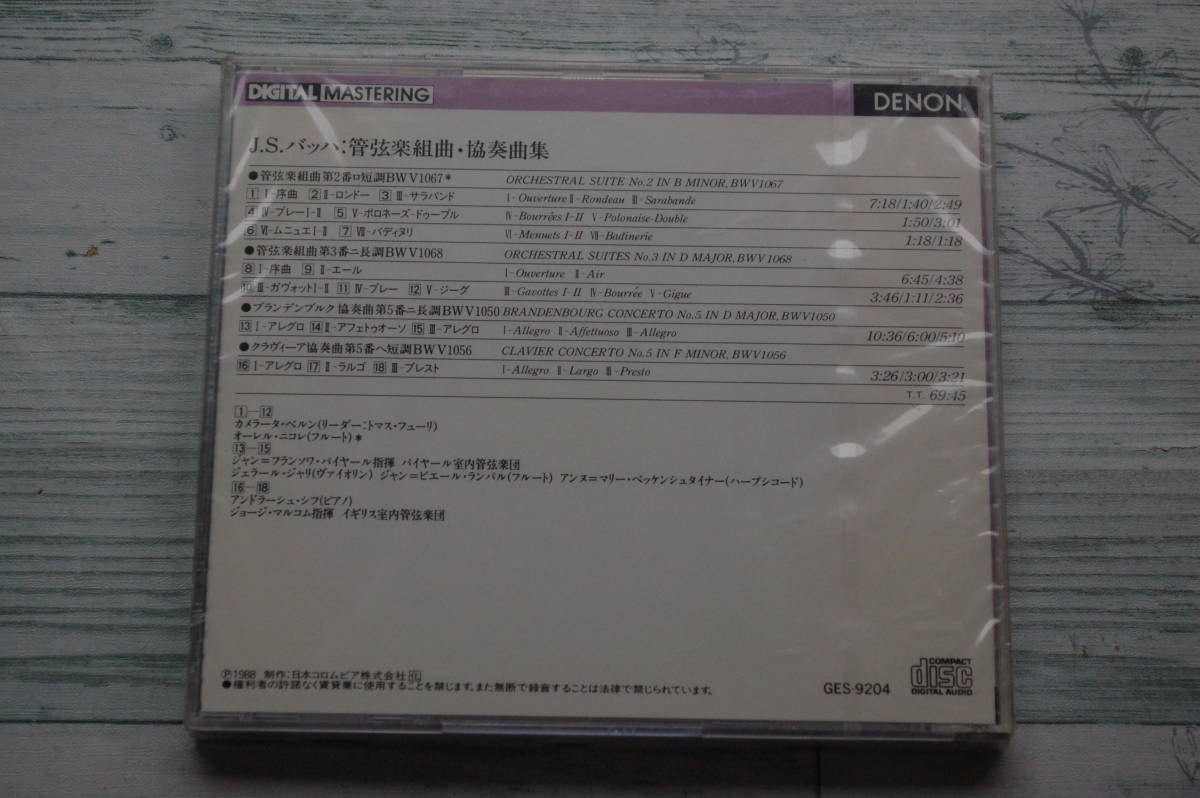 DIGITAL MASTERING
DENON
J.S.バッハ:管弦楽組曲・協奏曲集
●管弦楽組曲第2番ロ短調BWV1067* ORCHESTRAL SUITE No.2 IN B MINOR, BWV1067
1 Ⅰ-序曲 2 Ⅱ-ロンドー 3 Ⅲ-サラバンド Ⅰ-Ouverture Ⅱ-Rondeau Ⅲ-Sarabande 7:18/1:40/2:49
4 Ⅳ-ブレーⅠ-Ⅱ 5 Ⅴ-ポロネーズ-ドゥーブル Ⅳ-Bourrées Ⅰ-Ⅱ Ⅴ-Polonaise-Double 1:50/3:01
6 Ⅵ-ムニュエⅠ-Ⅱ 7 Ⅶ-バディヌリ Ⅵ-Menuets Ⅰ-Ⅱ Ⅶ-Badinerie 1:18/1:18
●管弦楽組曲第3番ニ長調BWV1068 ORCHESTRAL SUITES No.3 IN D MAJOR, BWV1068
8 Ⅰ-序曲 9 Ⅱ-エール Ⅰ-Ouverture Ⅱ-Air 6:45/4:38
10 Ⅲ-ガヴォットⅠ-Ⅱ 11 Ⅳ-ブレー 12 Ⅴ-ジーグ Ⅲ-Gavottes Ⅰ-Ⅱ Ⅳ-Bourrée Ⅴ-Gigue 3:46/1:11/2:36
●ブランデンブルク協奏曲第5番ニ長調BWV1050 BRANDENBOURG CONCERTO No.5 IN D MAJOR, BWV1050
13 Ⅰ-アレグロ 14 Ⅱ-アフェトゥオーソ 15 Ⅲ-アレグロ Ⅰ-Allegro Ⅱ-Affettuoso Ⅲ-Allegro 10:36/6:00/5:10
●クラヴィーア協奏曲第5番ヘ短調BWV1056 CLAVIER CONCERTO No.5 IN F MINOR, BWV1056
16 Ⅰ-アレグロ 17 Ⅱ-ラルゴ 18 Ⅲ-プレスト Ⅰ-Allegro Ⅱ-Largo Ⅲ-Presto 3:26/3:00/3:21
T.T. 69:45
1—12
カメラータ・ベルン(リーダー:トマス・フューリ)
オーレル・ニコレ(フルート)*
13—15
ジャン=フランソワ・パイヤール指揮 パイヤール室内管弦楽団
ジェラール・ジャリ(ヴァイオリン) ジャン=ピエール・ランパル(フルート) アンヌ=マリー・ベッケンシュタイナー(ハープシコード)
16—18
アンドラーシュ・シフ(ピアノ)
ジョージ・マルコム指揮 イギリス室内管弦楽団
Ⓟ1988 制作:日本コロムビア株式会社
●権利者の許諾なく賃貸業に使用することを禁じます。また無断で録音することは法律で禁じられています。
GES-9204
COMPACT
disc
DIGITAL AUDIO